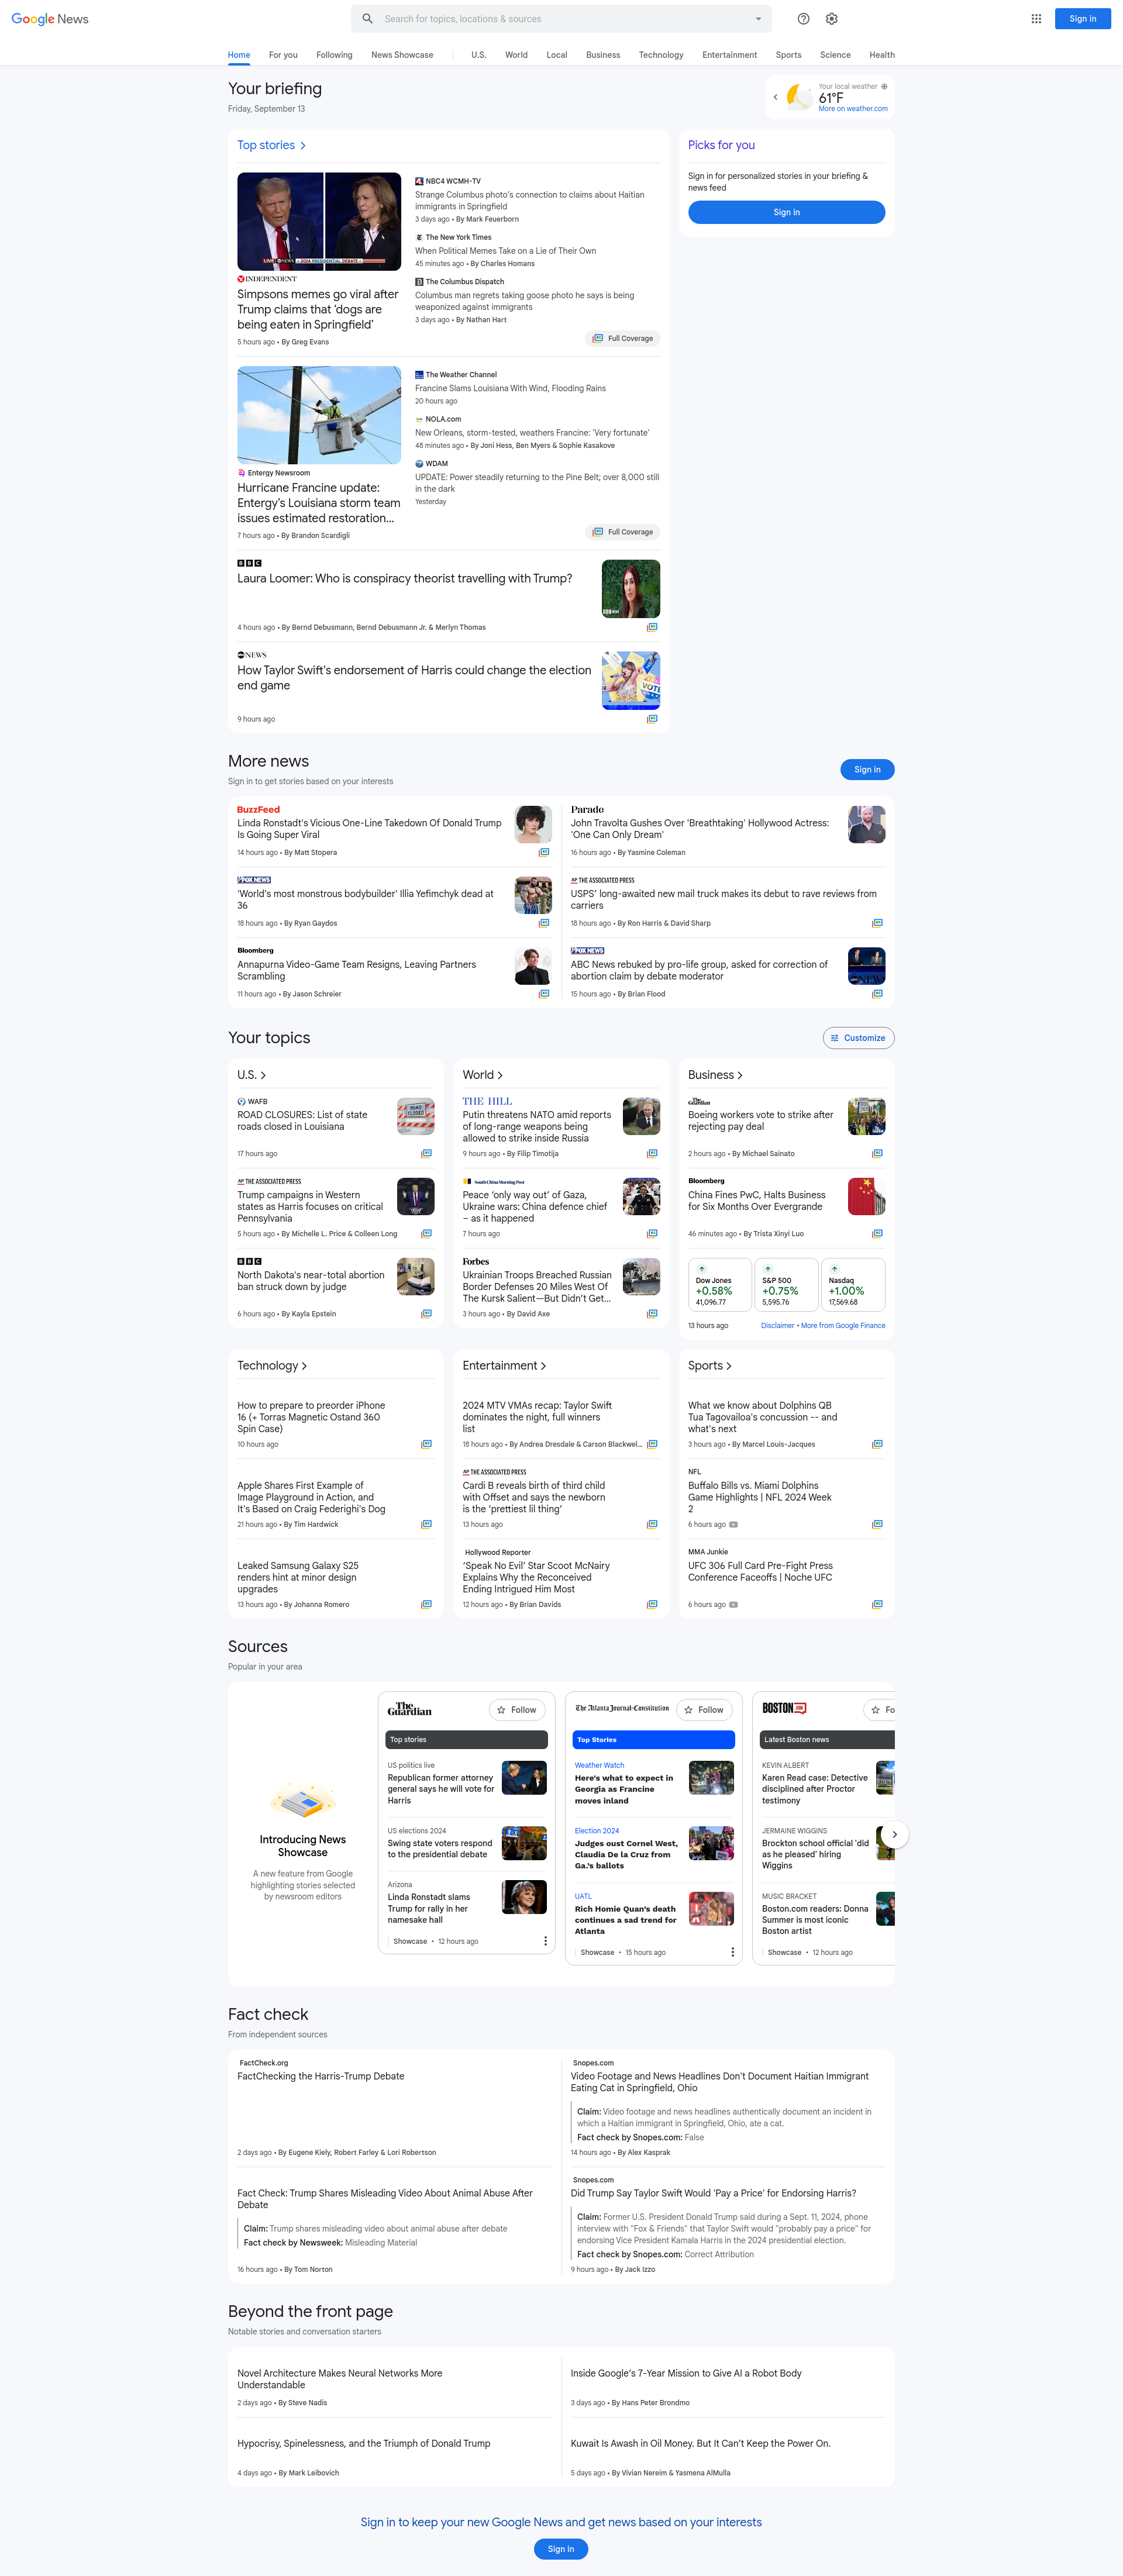 Google News
Search for topics, locations & sources
Sign in
Home
For you
Following
News Showcase
U.S.
World
Local
Business
Technology
Entertainment
Sports
Science
Health
Your briefing
Friday, September 13
Your local weather
61°F
More on weather.com
Top stories
LIVE abc NEWS 2024 PRESIDENTIAL DEBATE
INDEPENDENT
Simpsons memes go viral after
Trump claims that ‘dogs are
being eaten in Springfield’
5 hours ago • By Greg Evans
NBC4 WCMH-TV
Strange Columbus photo’s connection to claims about Haitian
immigrants in Springfield
3 days ago • By Mark Feuerborn
The New York Times
When Political Memes Take on a Lie of Their Own
45 minutes ago • By Charles Homans
The Columbus Dispatch
Columbus man regrets taking goose photo he says is being
weaponized against immigrants
3 days ago • By Nathan Hart
Full Coverage
Picks for you
Sign in for personalized stories in your briefing &
news feed
Sign in
Entergy Newsroom
Hurricane Francine update:
Entergy’s Louisiana storm team
issues estimated restoration...
7 hours ago • By Brandon Scardigli
The Weather Channel
Francine Slams Louisiana With Wind, Flooding Rains
20 hours ago
NOLA.com
New Orleans, storm-tested, weathers Francine: 'Very fortunate'
48 minutes ago • By Joni Hess, Ben Myers & Sophie Kasakove
WDAM
UPDATE: Power steadily returning to the Pine Belt; over 8,000 still
in the dark
Yesterday
Full Coverage
BBC
Laura Loomer: Who is conspiracy theorist travelling with Trump?
4 hours ago • By Bernd Debusmann, Bernd Debusmann Jr. & Merlyn Thomas
abc NEWS
How Taylor Swift's endorsement of Harris could change the election
end game
VOTE
9 hours ago
More news
Sign in to get stories based on your interests
Sign in
BuzzFeed
Linda Ronstadt's Vicious One-Line Takedown Of Donald Trump
Is Going Super Viral
14 hours ago • By Matt Stopera
Parade
John Travolta Gushes Over 'Breathtaking' Hollywood Actress:
'One Can Only Dream'
16 hours ago • By Yasmine Coleman
FOX NEWS
'World's most monstrous bodybuilder' Illia Yefimchyk dead at
36
18 hours ago • By Ryan Gaydos
AP THE ASSOCIATED PRESS
USPS’ long-awaited new mail truck makes its debut to rave reviews from
carriers
18 hours ago • By Ron Harris & David Sharp
Bloomberg
Annapurna Video-Game Team Resigns, Leaving Partners
Scrambling
11 hours ago • By Jason Schreier
FOX NEWS
ABC News rebuked by pro-life group, asked for correction of
abortion claim by debate moderator
15 hours ago • By Brian Flood
Your topics
Customize
U.S.
WAFB
ROAD CLOSURES: List of state
roads closed in Louisiana
ROAD
CLOSED
17 hours ago
AP THE ASSOCIATED PRESS
Trump campaigns in Western
states as Harris focuses on critical
Pennsylvania
5 hours ago • By Michelle L. Price & Colleen Long
BBC
North Dakota's near-total abortion
ban struck down by judge
6 hours ago • By Kayla Epstein
World
THE HILL
Putin threatens NATO amid reports
of long-range weapons being
allowed to strike inside Russia
9 hours ago • By Filip Timotija
South China Morning Post
Peace ‘only way out’ of Gaza,
Ukraine wars: China defence chief
– as it happened
7 hours ago
Forbes
Ukrainian Troops Breached Russian
Border Defenses 20 Miles West Of
The Kursk Salient—But Didn’t Get...
3 hours ago • By David Axe
Business
The Guardian
Boeing workers vote to strike after
rejecting pay deal
2 hours ago • By Michael Sainato
Bloomberg
China Fines PwC, Halts Business
for Six Months Over Evergrande
46 minutes ago • By Trista Xinyi Luo
Dow Jones
+0.58%
41,096.77
S&P 500
+0.75%
5,595.76
Nasdaq
+1.00%
17,569.68
13 hours ago
Disclaimer • More from Google Finance
Technology
How to prepare to preorder iPhone
16 (+ Torras Magnetic Ostand 360
Spin Case)
10 hours ago
Apple Shares First Example of
Image Playground in Action, and
It's Based on Craig Federighi's Dog
21 hours ago • By Tim Hardwick
Leaked Samsung Galaxy S25
renders hint at minor design
upgrades
13 hours ago • By Johanna Romero
Entertainment
2024 MTV VMAs recap: Taylor Swift
dominates the night, full winners
list
18 hours ago • By Andrea Dresdale & Carson Blackwel...
AP THE ASSOCIATED PRESS
Cardi B reveals birth of third child
with Offset and says the newborn
is the ‘prettiest lil thing’
13 hours ago
Hollywood Reporter
‘Speak No Evil’ Star Scoot McNairy
Explains Why the Reconceived
Ending Intrigued Him Most
12 hours ago • By Brian Davids
Sports
What we know about Dolphins QB
Tua Tagovailoa's concussion -- and
what's next
3 hours ago • By Marcel Louis-Jacques
NFL
Buffalo Bills vs. Miami Dolphins
Game Highlights | NFL 2024 Week
2
6 hours ago
MMA Junkie
UFC 306 Full Card Pre-Fight Press
Conference Faceoffs | Noche UFC
6 hours ago
Sources
Popular in your area
Introducing News
Showcase
A new feature from Google
highlighting stories selected
by newsroom editors
The
Guardian
Follow
Top stories
US politics live
Republican former attorney
general says he will vote for
Harris
US elections 2024
Swing state voters respond
to the presidential debate
Arizona
Linda Ronstadt slams
Trump for rally in her
namesake hall
Showcase • 12 hours ago
The Atlanta Journal-Constitution
Follow
Top Stories
Weather Watch
Here's what to expect in
Georgia as Francine
moves inland
Election 2024
Judges oust Cornel West,
Claudia De la Cruz from
Ga.’s ballots
UATL
Rich Homie Quan’s death
continues a sad trend for
Atlanta
Showcase • 15 hours ago
BOSTON.COM
Fo
Latest Boston news
KEVIN ALBERT
Karen Read case: Detective
disciplined after Proctor
testimony
JERMAINE WIGGINS
Brockton school official 'did
as he pleased' hiring
Wiggins
MUSIC BRACKET
Boston.com readers: Donna
Summer is most iconic
Boston artist
Showcase • 12 hours ago
Fact check
From independent sources
FactCheck.org
FactChecking the Harris-Trump Debate
2 days ago • By Eugene Kiely, Robert Farley & Lori Robertson
Snopes.com
Video Footage and News Headlines Don't Document Haitian Immigrant
Eating Cat in Springfield, Ohio
Claim: Video footage and news headlines authentically document an incident in
which a Haitian immigrant in Springfield, Ohio, ate a cat.
Fact check by Snopes.com: False
14 hours ago • By Alex Kasprak
Fact Check: Trump Shares Misleading Video About Animal Abuse After
Debate
Claim: Trump shares misleading video about animal abuse after debate
Fact check by Newsweek: Misleading Material
16 hours ago • By Tom Norton
Snopes.com
Did Trump Say Taylor Swift Would 'Pay a Price' for Endorsing Harris?
Claim: Former U.S. President Donald Trump said during a Sept. 11, 2024, phone
interview with "Fox & Friends" that Taylor Swift would "probably pay a price" for
endorsing Vice President Kamala Harris in the 2024 presidential election.
Fact check by Snopes.com: Correct Attribution
9 hours ago • By Jack Izzo
Beyond the front page
Notable stories and conversation starters
Novel Architecture Makes Neural Networks More
Understandable
2 days ago • By Steve Nadis
Inside Google’s 7-Year Mission to Give AI a Robot Body
3 days ago • By Hans Peter Brondmo
Hypocrisy, Spinelessness, and the Triumph of Donald Trump
4 days ago • By Mark Leibovich
Kuwait Is Awash in Oil Money. But It Can’t Keep the Power On.
5 days ago • By Vivian Nereim & Yasmena AlMulla
Sign in to keep your new Google News and get news based on your interests
Sign in